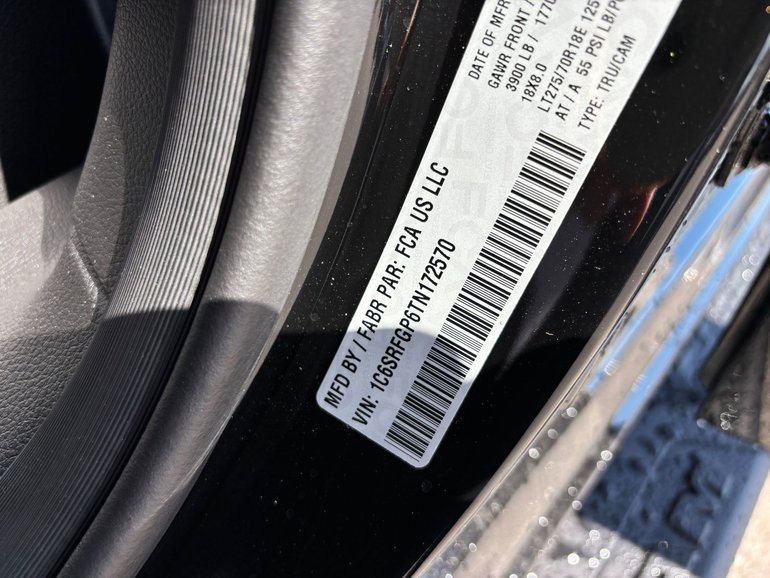 MFD BY / FABR PAR: FCA US LLC
DATE OF MFR
GAWR FRONT /
3900 LB / 1770
18X8.0
LT275/70R18E 125
AT / A 55 PSI LB/PO
VIN: 1C6SRFGP6TN172570
TYPE: TRU/CAM